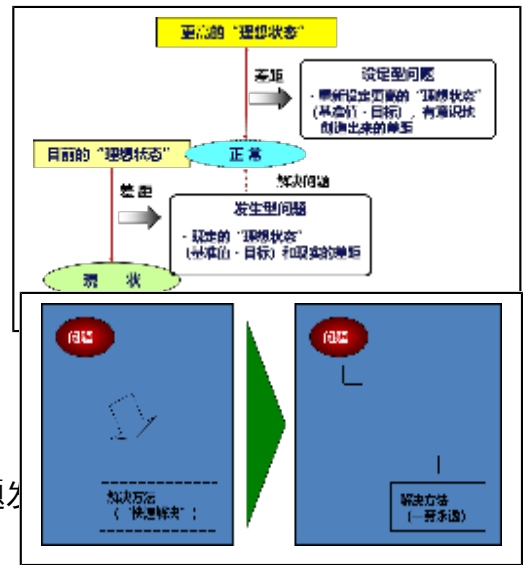 更高的“理想状态”
差距
设定型问题
· 重新设定更高的“理想状态”
(基准值·目标)，有意识地
创造出来的差距
目前的“理想状态”
正 常
差 距
解决问题
发生型问题
· 既定的“理想状态”
(基准值·目标) 和现实的差距
现 状
问题
问题
解决方法
(“快速解决”)
解决方法
(一劳永逸)